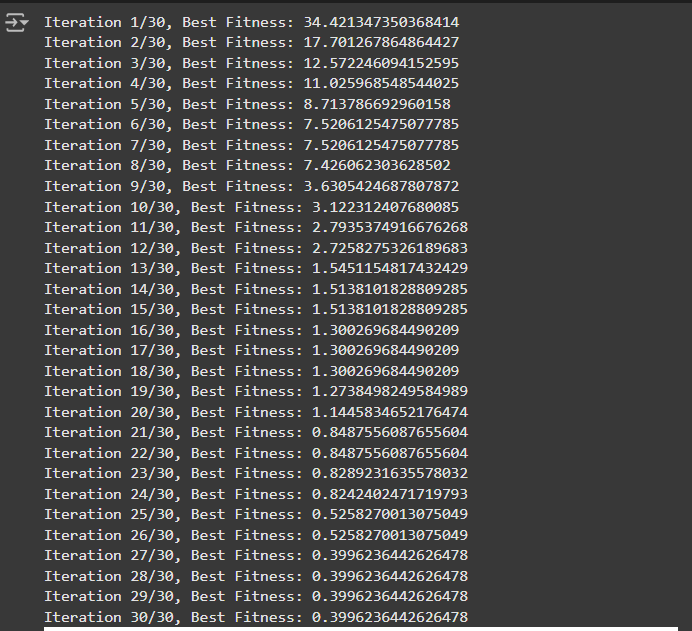 Iteration 1/30, Best Fitness: 34.421347350368414
Iteration 2/30, Best Fitness: 17.701267864864427
Iteration 3/30, Best Fitness: 12.572246094152595
Iteration 4/30, Best Fitness: 11.025968548544025
Iteration 5/30, Best Fitness: 8.713786692960158
Iteration 6/30, Best Fitness: 7.5206125475077785
Iteration 7/30, Best Fitness: 7.5206125475077785
Iteration 8/30, Best Fitness: 7.426062303628502
Iteration 9/30, Best Fitness: 3.6305424687807872
Iteration 10/30, Best Fitness: 3.122312407680085
Iteration 11/30, Best Fitness: 2.7935374916676268
Iteration 12/30, Best Fitness: 2.7258275326189683
Iteration 13/30, Best Fitness: 1.5451154817432429
Iteration 14/30, Best Fitness: 1.5138101828809285
Iteration 15/30, Best Fitness: 1.5138101828809285
Iteration 16/30, Best Fitness: 1.300269684490209
Iteration 17/30, Best Fitness: 1.300269684490209
Iteration 18/30, Best Fitness: 1.300269684490209
Iteration 19/30, Best Fitness: 1.2738498249584989
Iteration 20/30, Best Fitness: 1.1445834652176474
Iteration 21/30, Best Fitness: 0.8487556087655604
Iteration 22/30, Best Fitness: 0.8487556087655604
Iteration 23/30, Best Fitness: 0.8289231635578032
Iteration 24/30, Best Fitness: 0.8242402471719793
Iteration 25/30, Best Fitness: 0.5258270013075049
Iteration 26/30, Best Fitness: 0.5258270013075049
Iteration 27/30, Best Fitness: 0.3996236442626478
Iteration 28/30, Best Fitness: 0.3996236442626478
Iteration 29/30, Best Fitness: 0.3996236442626478
Iteration 30/30, Best Fitness: 0.3996236442626478